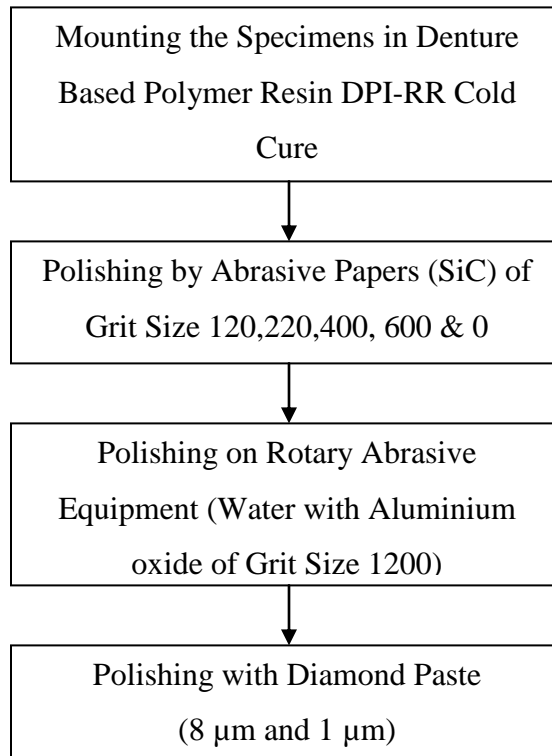 Mounting the Specimens in Denture
Based Polymer Resin DPI-RR Cold
Cure
Polishing by Abrasive Papers (SiC) of
Grit Size 120,220,400, 600 & 0
Polishing on Rotary Abrasive
Equipment (Water with Aluminium
oxide of Grit Size 1200)
Polishing with Diamond Paste
(8 µm and 1 µm)